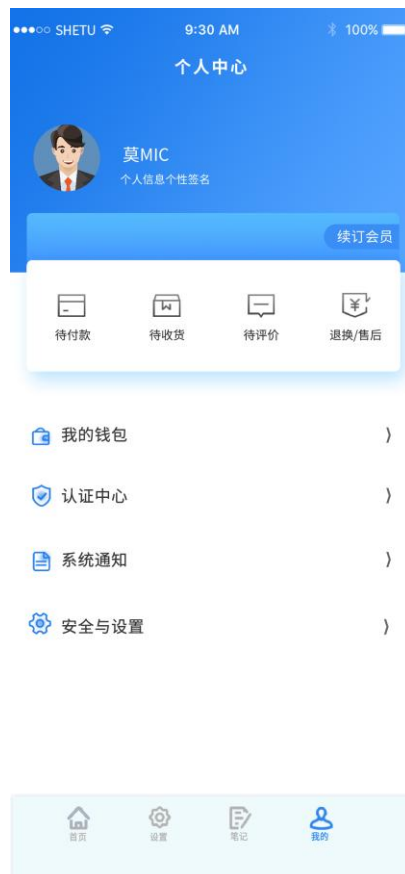 SHETU 9:30 AM 100%
个人中心
莫MIC
个人信息个性签名
续订会员
待付款 待收货 待评价 退换/售后
我的钱包
认证中心
系统通知
安全与设置
首页 设置 笔记 我的